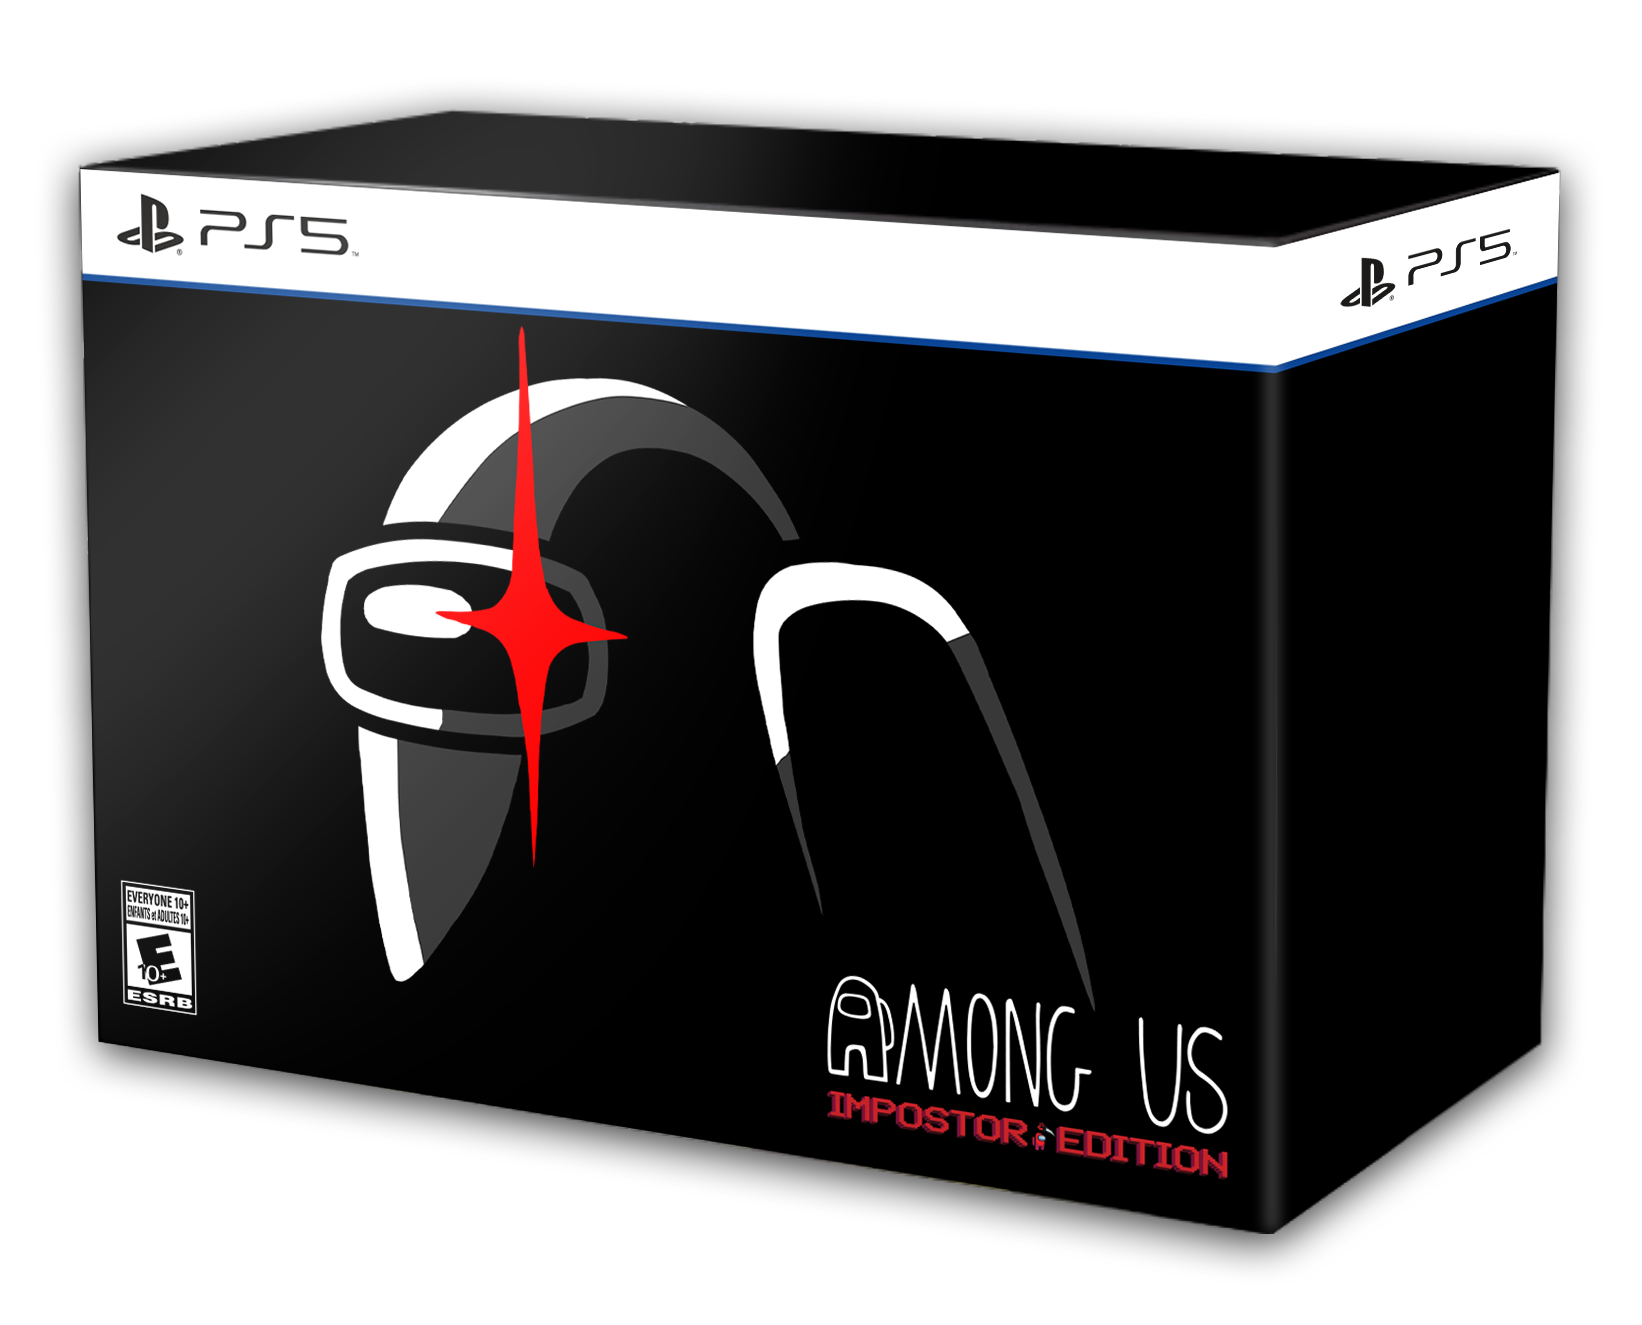 PS5
PS5
EVERYONE 10+
ENFANTS et ADULTES 10+
E
10+
ESRB
AMONG US
IMPOSTOR EDITION